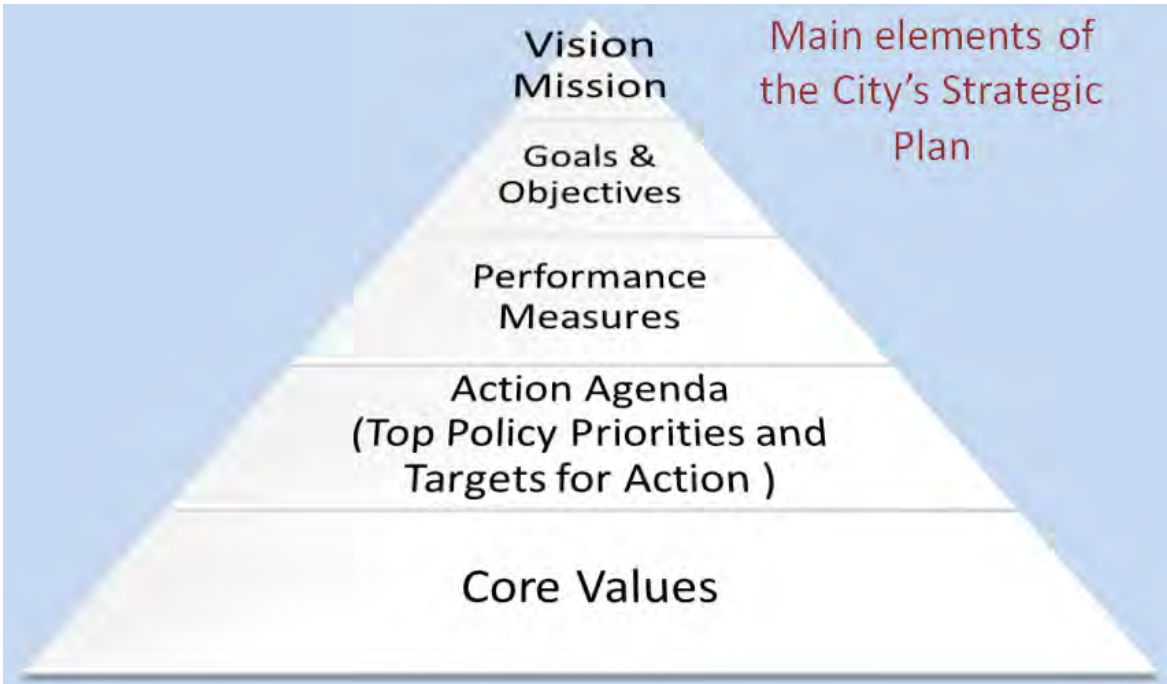 Main elements of
the City's Strategic
Plan
Vision
Mission
Goals &
Objectives
Performance
Measures
Action Agenda
(Top Policy Priorities and
Targets for Action )
Core Values